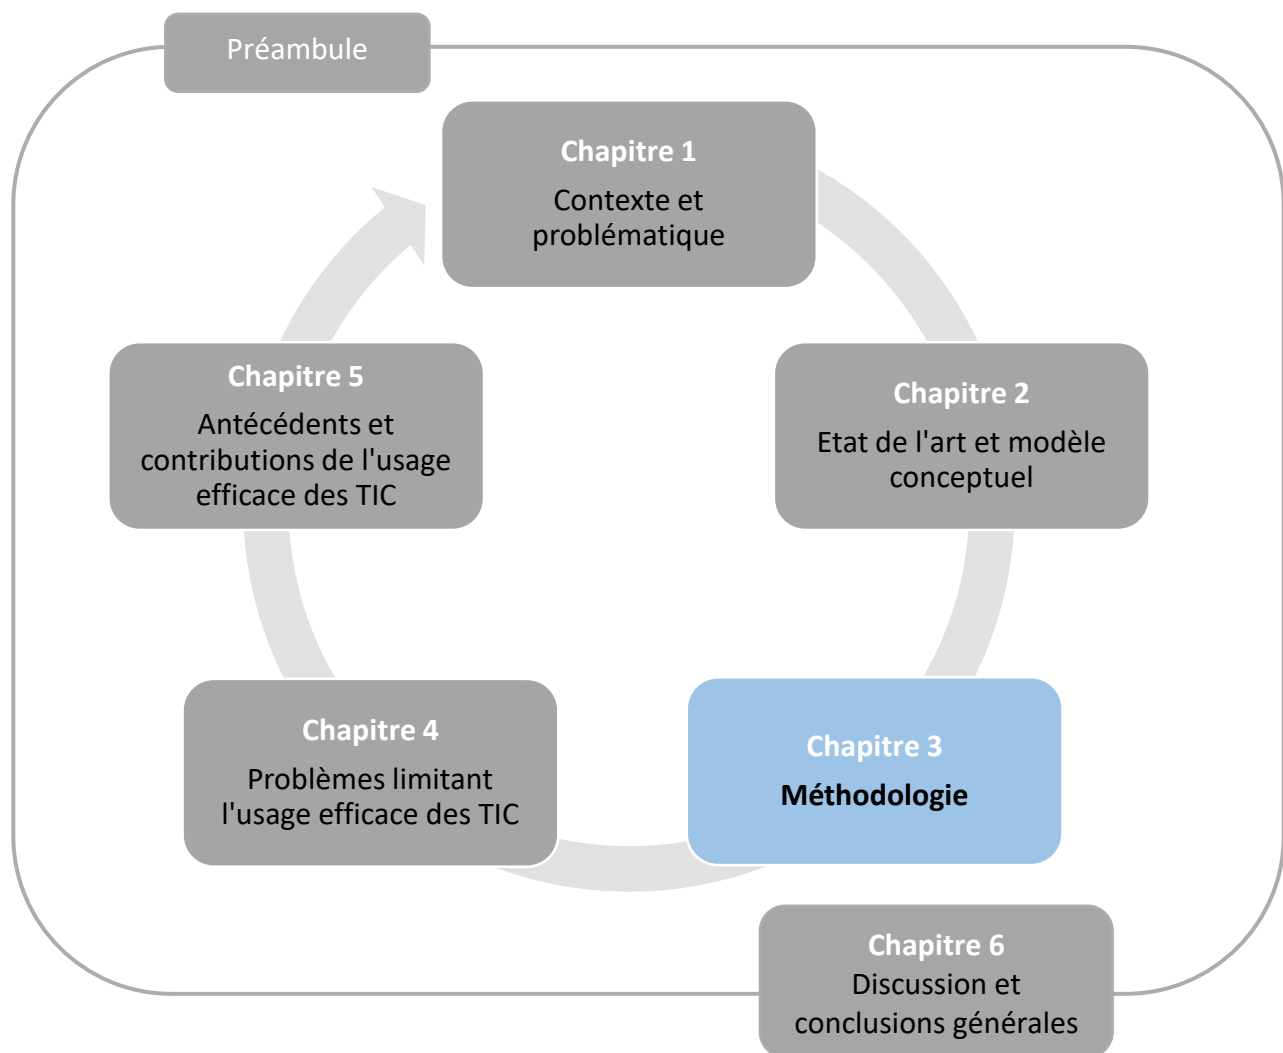 Préambule
Chapitre 1
Contexte et
problématique
Chapitre 2
Etat de l'art et modèle
conceptuel
Chapitre 3
Méthodologie
Chapitre 4
Problèmes limitant
l'usage efficace des TIC
Chapitre 5
Antécédents et
contributions de l'usage
efficace des TIC
Chapitre 6
Discussion et
conclusions générales